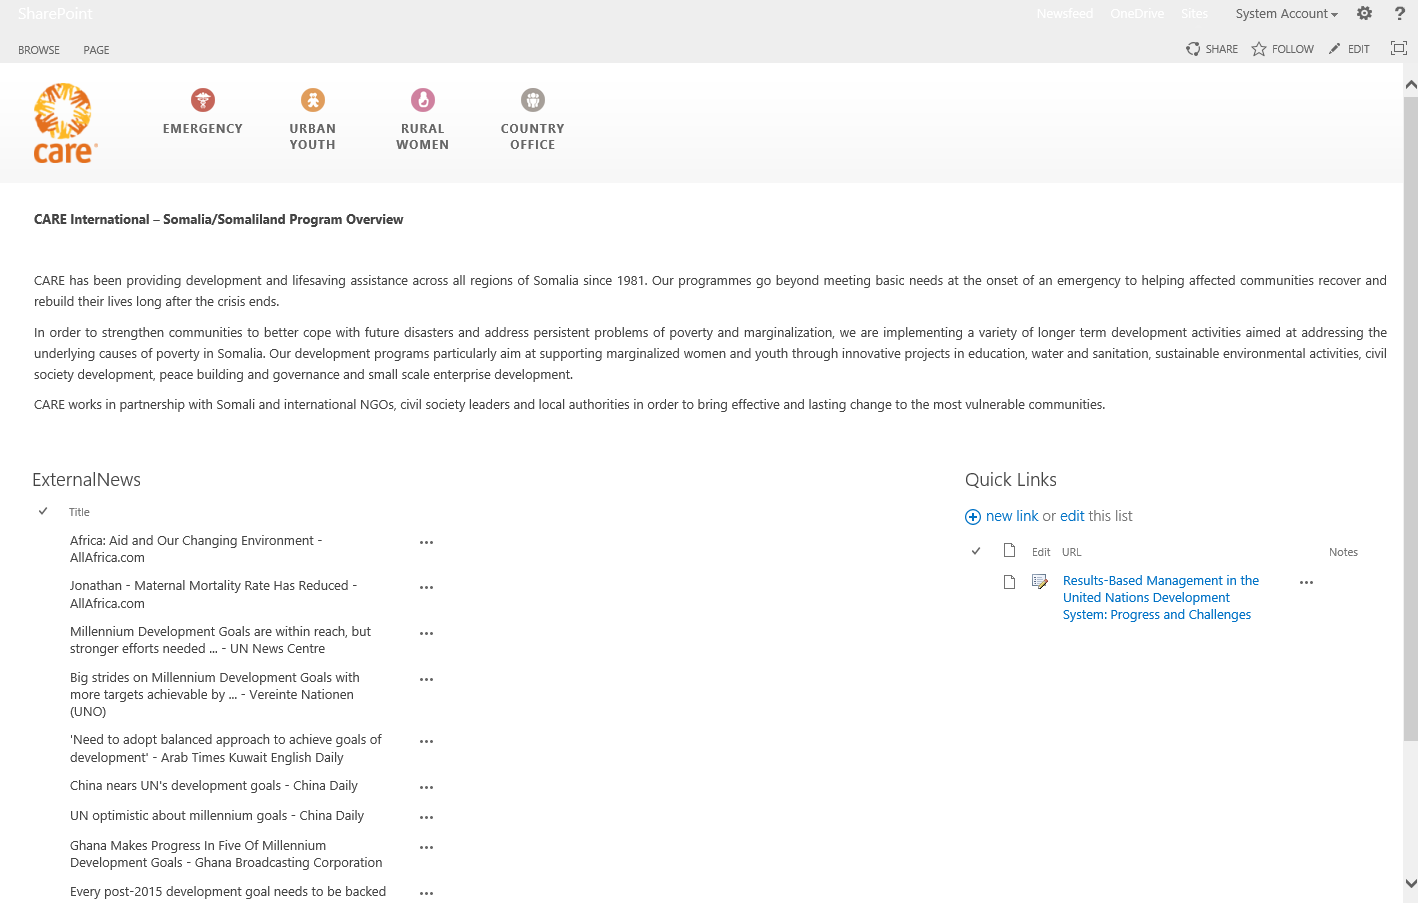 SharePoint
Newsfeed OneDrive Sites System Account ?
BROWSE PAGE
SHARE FOLLOW EDIT
care
EMERGENCY
URBAN
YOUTH
RURAL
WOMEN
COUNTRY
OFFICE
CARE International – Somalia/Somaliland Program Overview
CARE has been providing development and lifesaving assistance across all regions of Somalia since 1981. Our programmes go beyond meeting basic needs at the onset of an emergency to helping affected communities recover and
rebuild their lives long after the crisis ends.
In order to strengthen communities to better cope with future disasters and address persistent problems of poverty and marginalization, we are implementing a variety of longer term development activities aimed at addressing the
underlying causes of poverty in Somalia. Our development programs particularly aim at supporting marginalized women and youth through innovative projects in education, water and sanitation, sustainable environmental activities, civil
society development, peace building and governance and small scale enterprise development.
CARE works in partnership with Somali and international NGOs, civil society leaders and local authorities in order to bring effective and lasting change to the most vulnerable communities.
ExternalNews
Title
Africa: Aid and Our Changing Environment -
AllAfrica.com
...
Jonathan - Maternal Mortality Rate Has Reduced -
AllAfrica.com
...
Millennium Development Goals are within reach, but
stronger efforts needed ... - UN News Centre
...
Big strides on Millennium Development Goals with
more targets achievable by ... - Vereinte Nationen
(UNO)
...
'Need to adopt balanced approach to achieve goals of
development' - Arab Times Kuwait English Daily
...
China nears UN's development goals - China Daily
...
UN optimistic about millennium goals - China Daily
...
Ghana Makes Progress In Five Of Millennium
Development Goals - Ghana Broadcasting Corporation
...
Every post-2015 development goal needs to be backed
...
Quick Links
new link or edit this list
Edit URL Notes
Results-Based Management in the
United Nations Development
System: Progress and Challenges
...